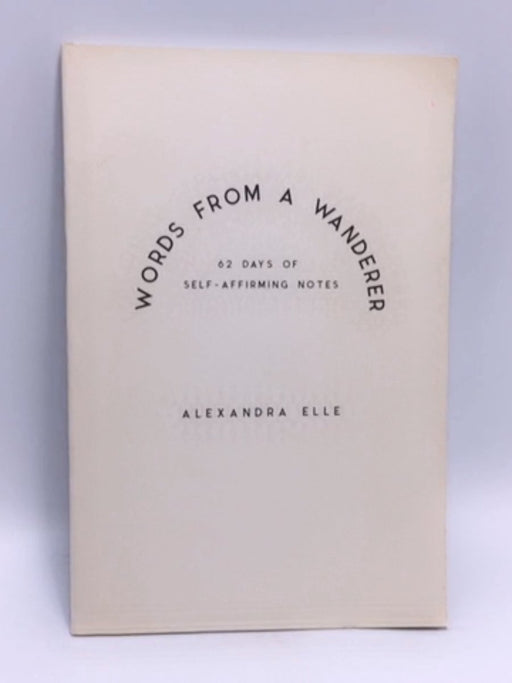 WORDS FROM A WANDERER
62 DAYS OF
SELF-AFFIRMING NOTES
ALEXANDRA ELLE